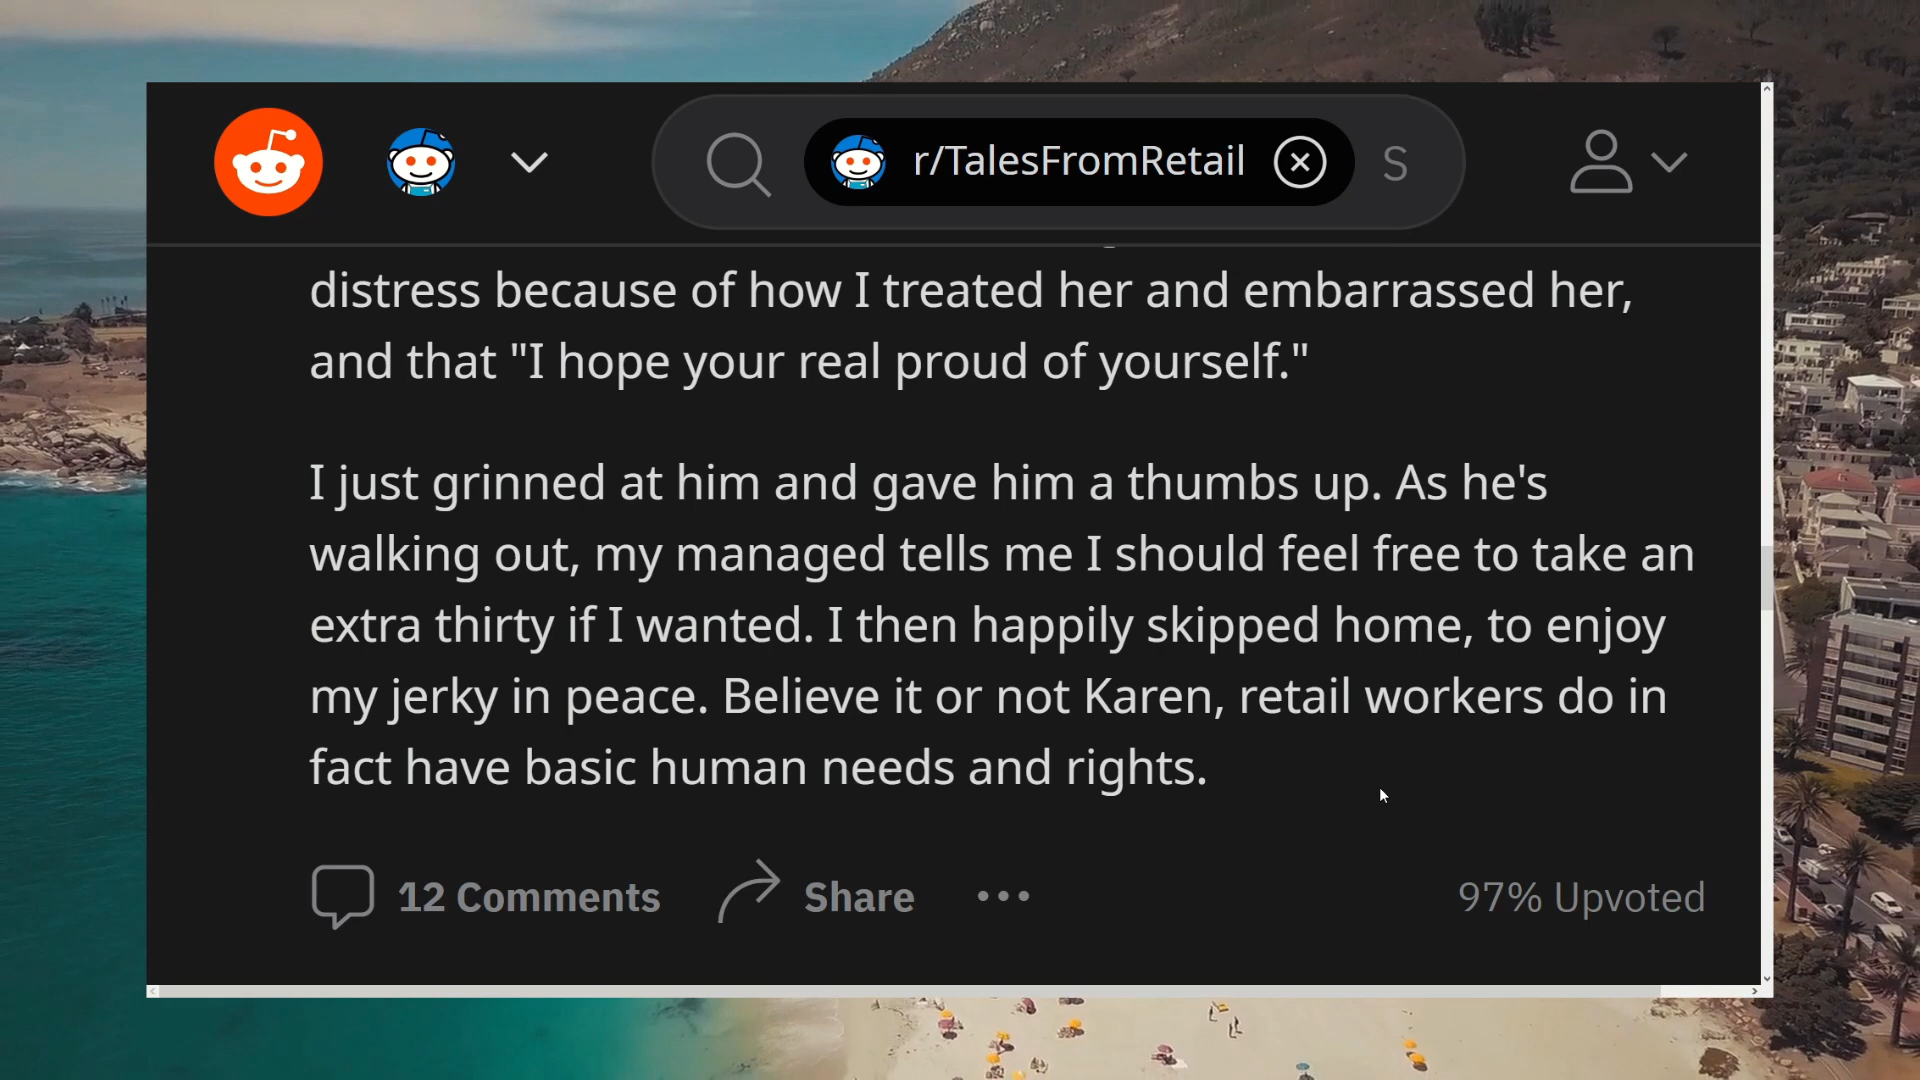 r/TalesFromRetail S
distress because of how I treated her and embarrassed her,
and that "I hope your real proud of yourself."
I just grinned at him and gave him a thumbs up. As he's
walking out, my managed tells me I should feel free to take an
extra thirty if I wanted. I then happily skipped home, to enjoy
my jerky in peace. Believe it or not Karen, retail workers do in
fact have basic human needs and rights.
12 Comments Share 97% Upvoted